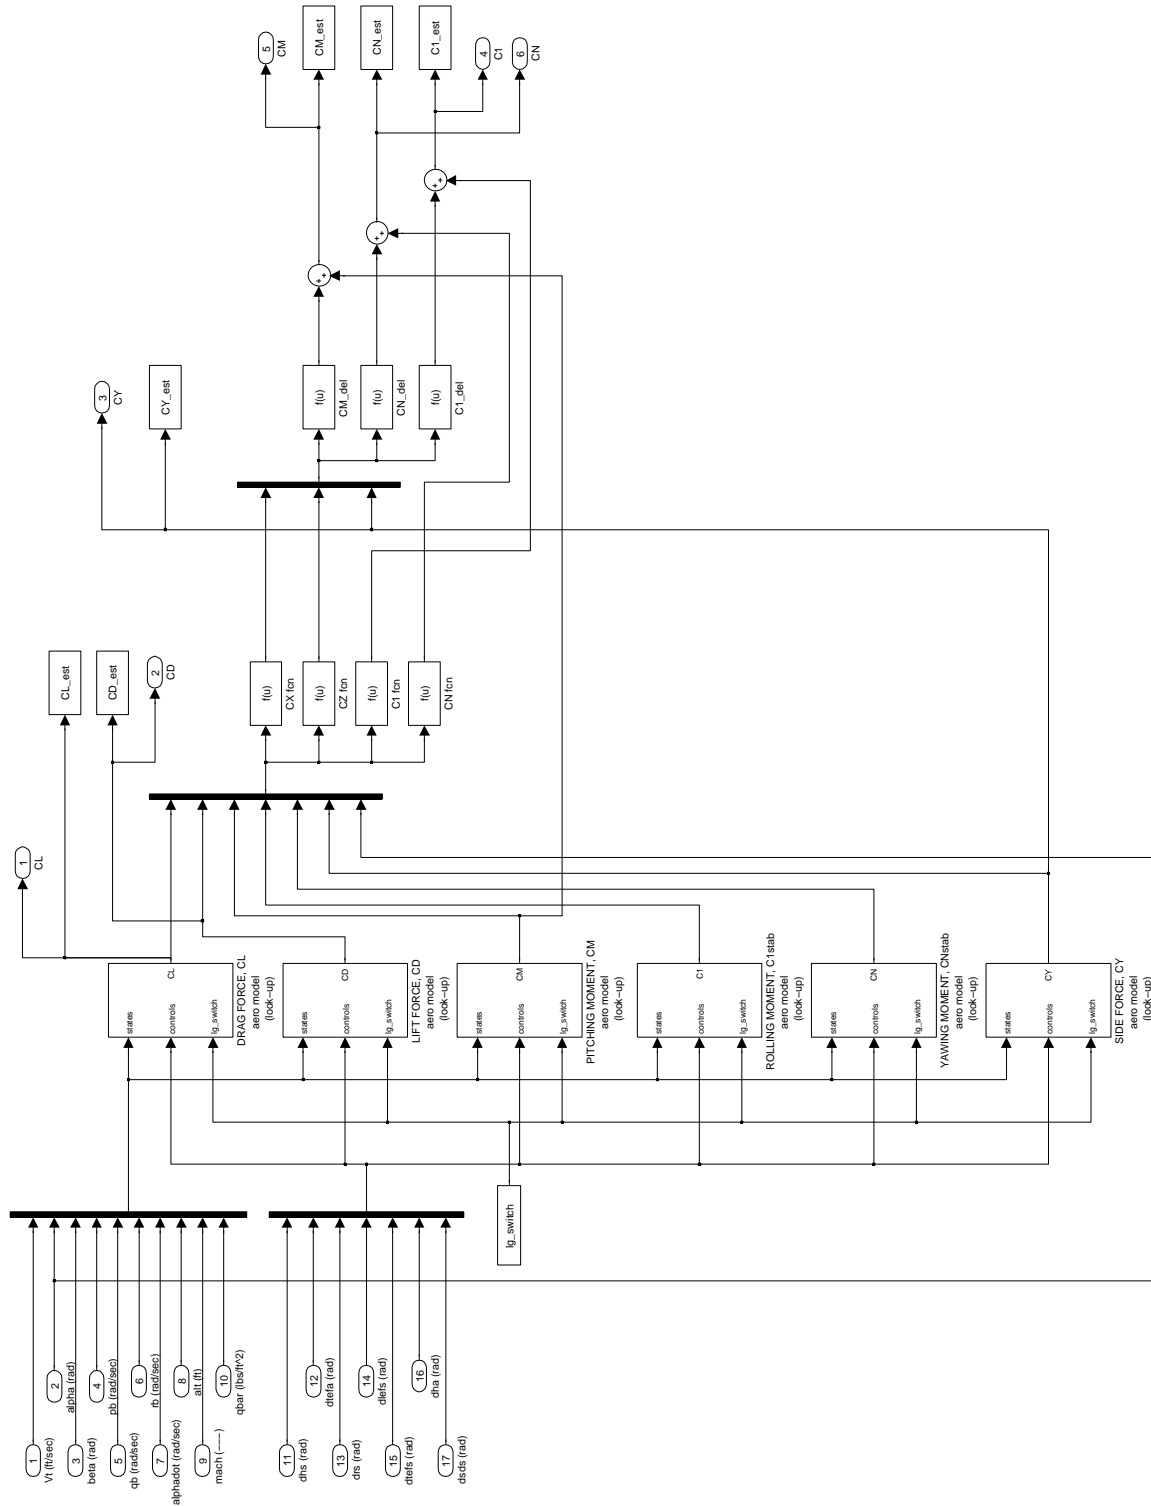 1
Vt (ft/sec)
2
alpha (rad)
3
beta (rad)
4
pb (rad/sec)
5
qb (rad/sec)
6
rb (rad/sec)
7
alphadot (rad/sec)
8
alt (ft)
9
mach (−−−)
10
qbar (lbs/ft^2)
11
dhs (rad)
12
dtefa (rad)
13
drs (rad)
14
dlefs (rad)
15
dtefs (rad)
16
dha (rad)
17
dsds (rad)
lg_switch
states
controls
lg_switch
CL
DRAG FORCE, CL
aero model
(look−up)
states
controls
lg_switch
CD
LIFT FORCE, CD
aero model
(look−up)
states
controls
lg_switch
CM
PITCHING MOMENT, CM
aero model
(look−up)
states
controls
lg_switch
C1
ROLLING MOMENT, C1stab
aero model
(look−up)
states
controls
lg_switch
CN
YAWING MOMENT, CNstab
aero model
(look−up)
states
controls
lg_switch
CY
SIDE FORCE, CY
aero model
(look−up)
1
CL
CL_est
CD_est
2
CD
f(u)
CX fcn
f(u)
CZ fcn
f(u)
C1 fcn
f(u)
CN fcn
3
CY
CY_est
f(u)
CM_del
f(u)
CN_del
f(u)
C1_del
+
+
+
+
+
+
5
CM
CM_est
CN_est
C1_est
4
C1
6
CN